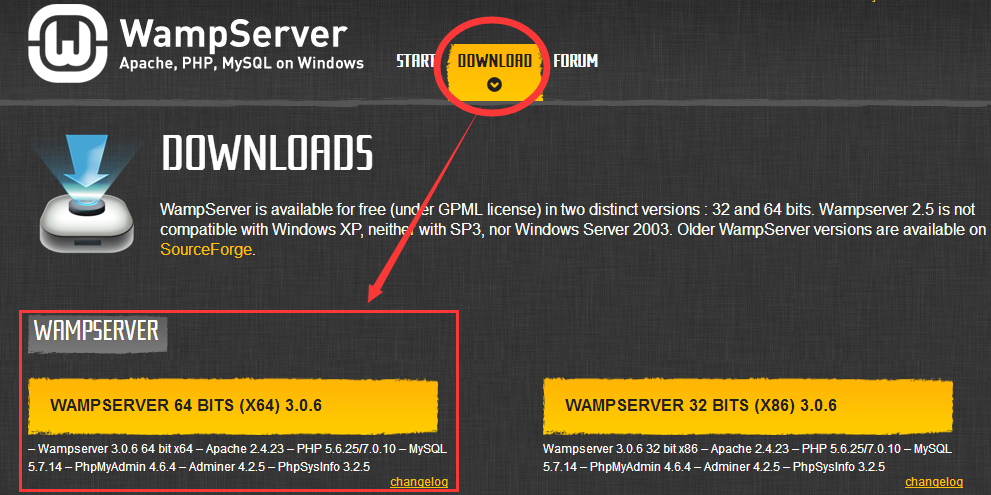 WampServer
Apache, PHP, MySQL on Windows
START DOWNLOAD FORUM
DOWNLOADS
WampServer is available for free (under GPML license) in two distinct versions : 32 and 64 bits. Wampserver 2.5 is not
compatible with Windows XP, neither with SP3, nor Windows Server 2003. Older WampServer versions are available on
SourceForge.
WAMPSERVER
WAMPSERVER 64 BITS (X64) 3.0.6
– Wampserver 3.0.6 64 bit x64 – Apache 2.4.23 – PHP 5.6.25/7.0.10 – MySQL
5.7.14 – PhpMyAdmin 4.6.4 – Adminer 4.2.5 – PhpSysInfo 3.2.5
changelog
WAMPSERVER 32 BITS (X86) 3.0.6
Wampserver 3.0.6 32 bit x86 – Apache 2.4.23 – PHP 5.6.25/7.0.10 – MySQL
5.7.14 – PhpMyAdmin 4.6.4 – Adminer 4.2.5 – PhpSysInfo 3.2.5
changelog